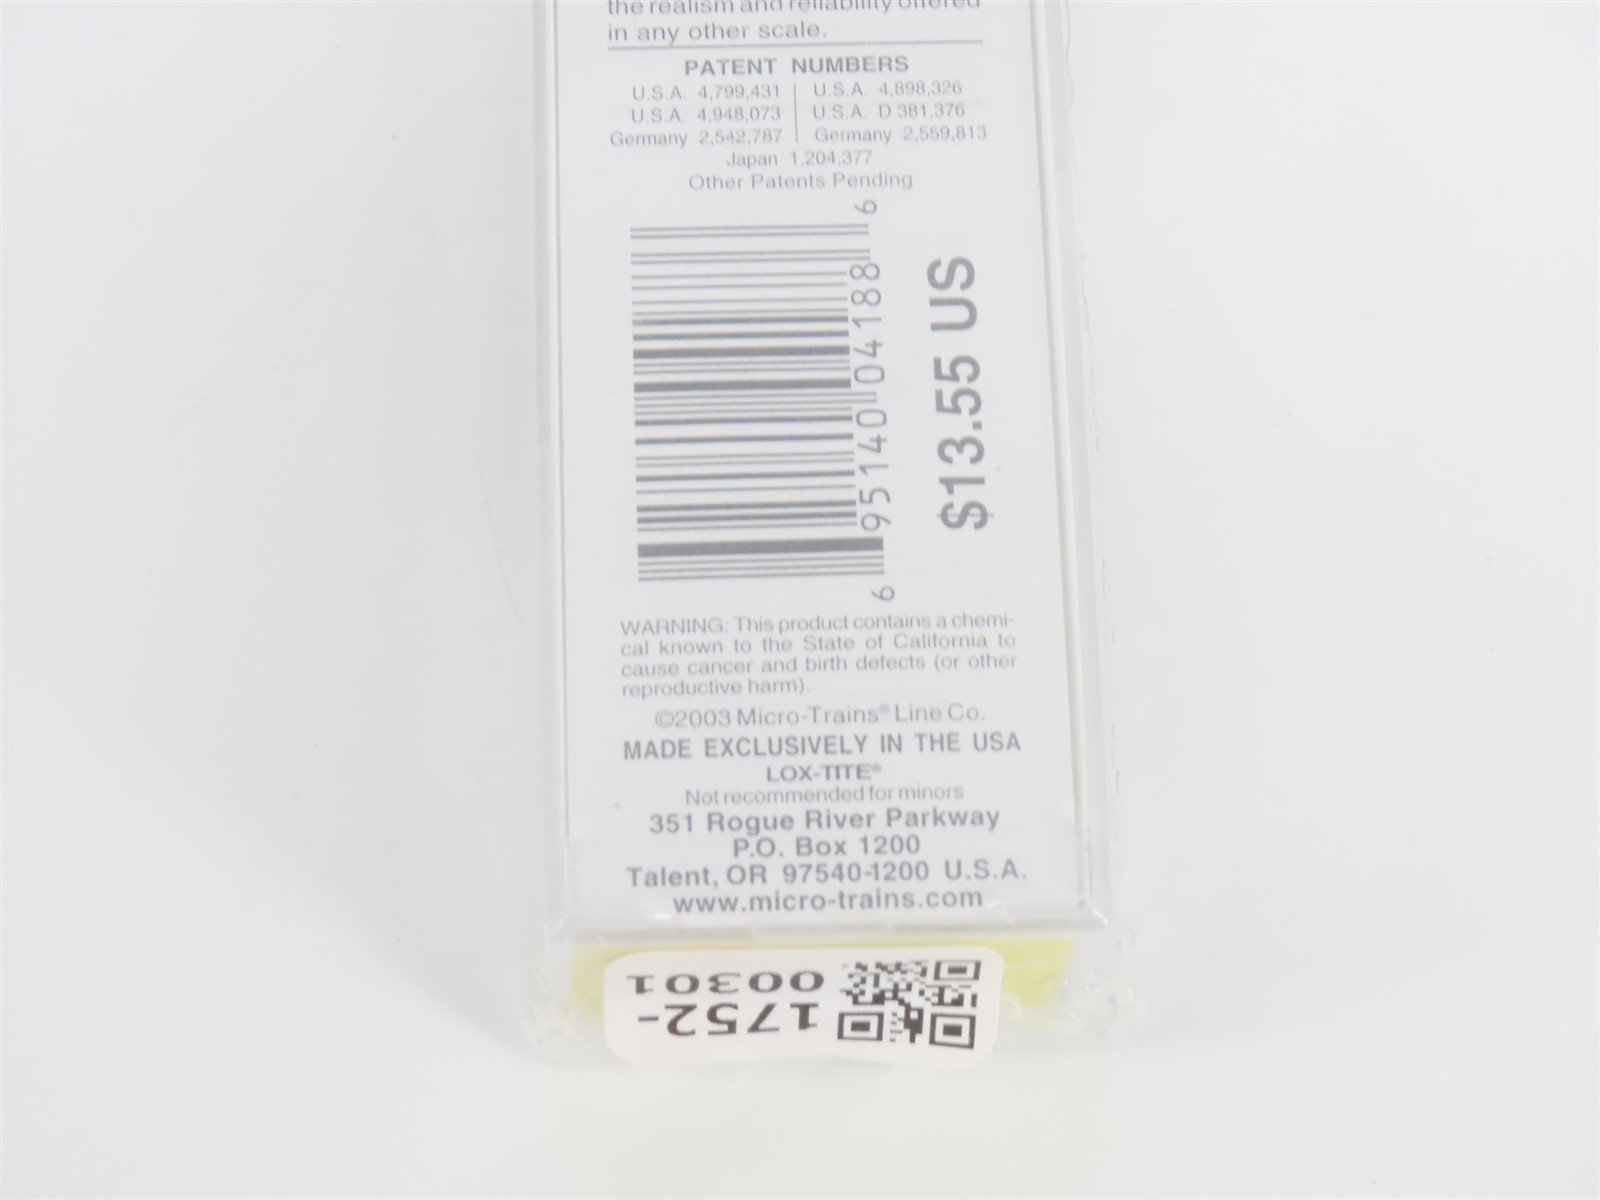 the realism and reliability offered
in any other scale.
PATENT NUMBERS
U.S.A. 4,799,431 | U.S.A. 4,898,326
U.S.A. 4,948,073 | U.S.A. D 381,376
Germany 2,542,787 | Germany 2,559,813
Japan 1,204,377
Other Patents Pending
6 95140 04188 6
$13.55 US
WARNING: This product contains a chemi-
cal known to the State of California to
cause cancer and birth defects (or other
reproductive harm).
©2003 Micro-Trains® Line Co.
MADE EXCLUSIVELY IN THE USA
LOX-TITE®
Not recommended for minors
351 Rogue River Parkway
P.O. Box 1200
Talent, OR 97540-1200 U.S.A.
www.micro-trains.com
1752-
00301